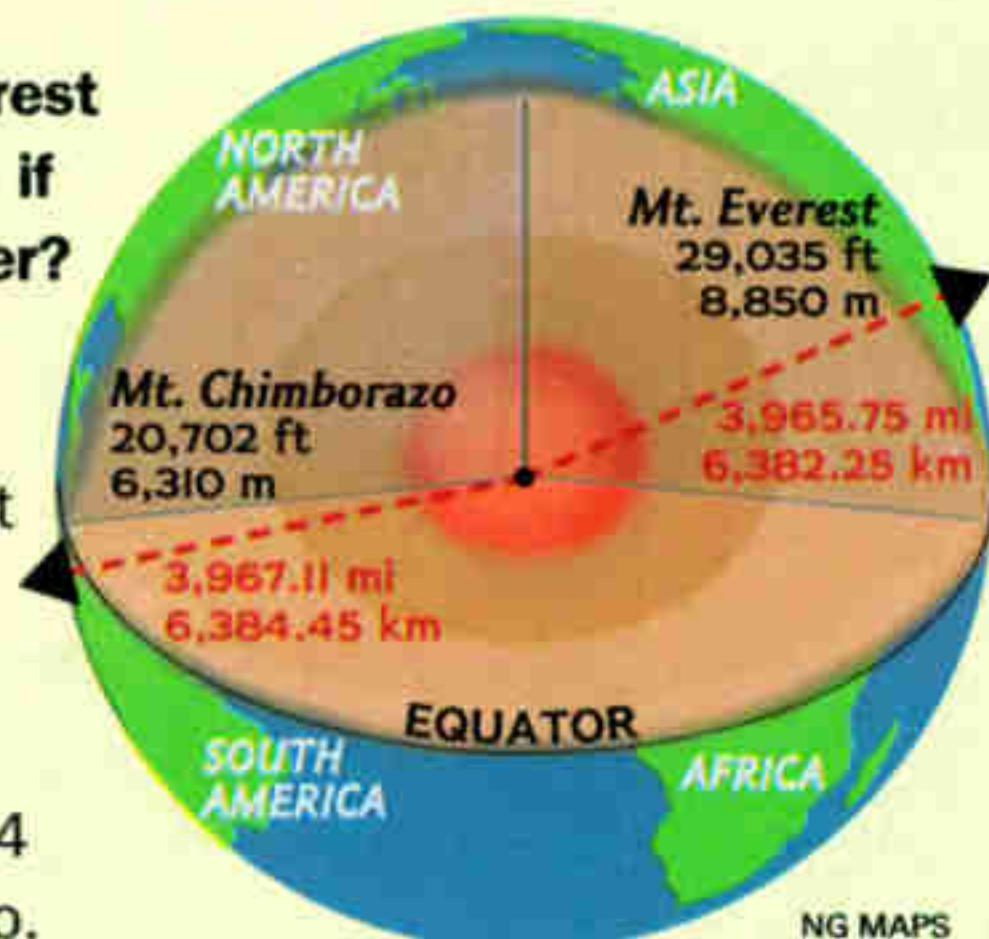 rest
if
er?
t
4
o.
NORTH
AMERICA
ASIA
Mt. Everest
29,035 ft
8,850 m
Mt. Chimborazo
20,702 ft
6,310 m
3,965.75 mi
6,382.25 km
3,967.11 mi
6,384.45 km
EQUATOR
SOUTH
AMERICA
AFRICA
NG MAPS